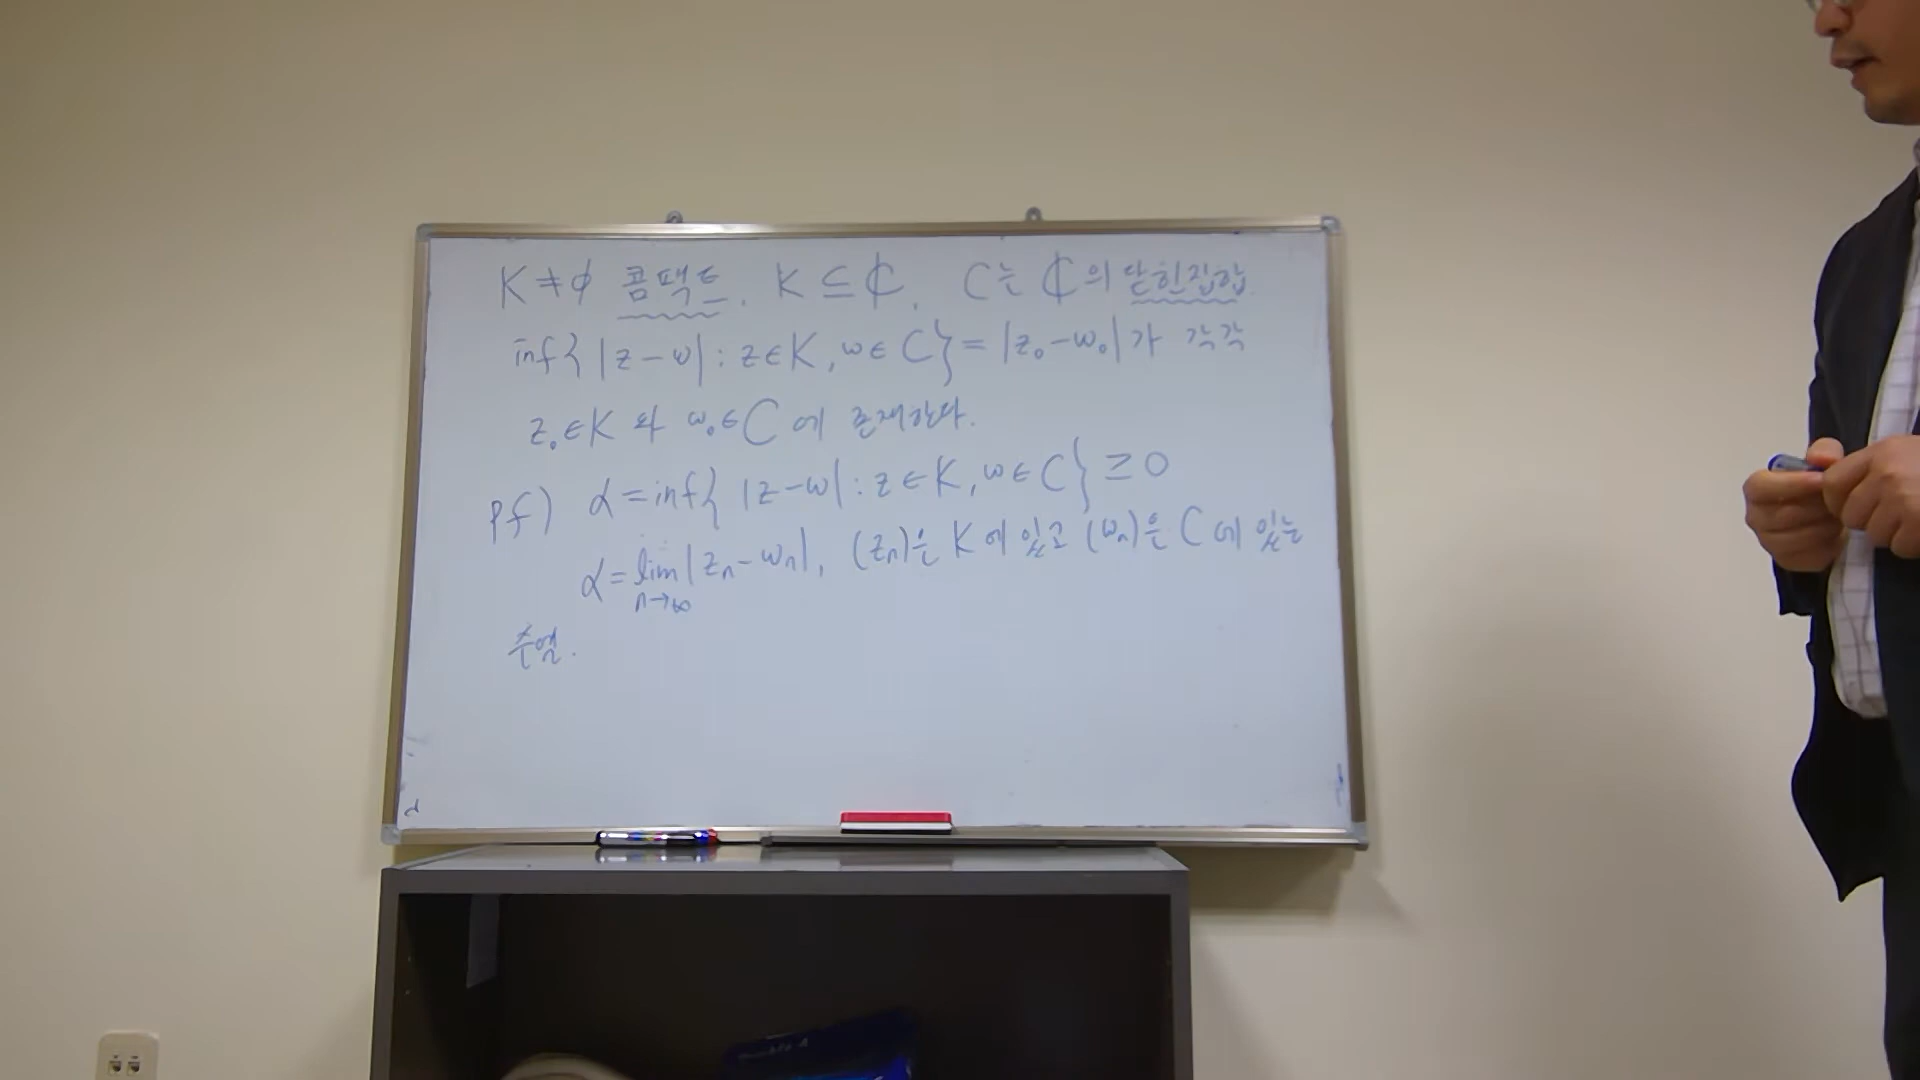 K ≠ ∅ 콤팩트, K ⊆ ℂ, C는 ℂ의 닫힌집합
inf{ |z-w| : z∈K, w∈C} = |z₀-w₀|가 각각
z₀∈K 와 w₀∈C 에 존재한다.
pf) α = inf{ |z-w| : z∈K, w∈C} ≥ 0
α = lim_{n→∞} |zₙ-wₙ|, (zₙ)은 K에 있고 (wₙ)은 C에 있는
수열.